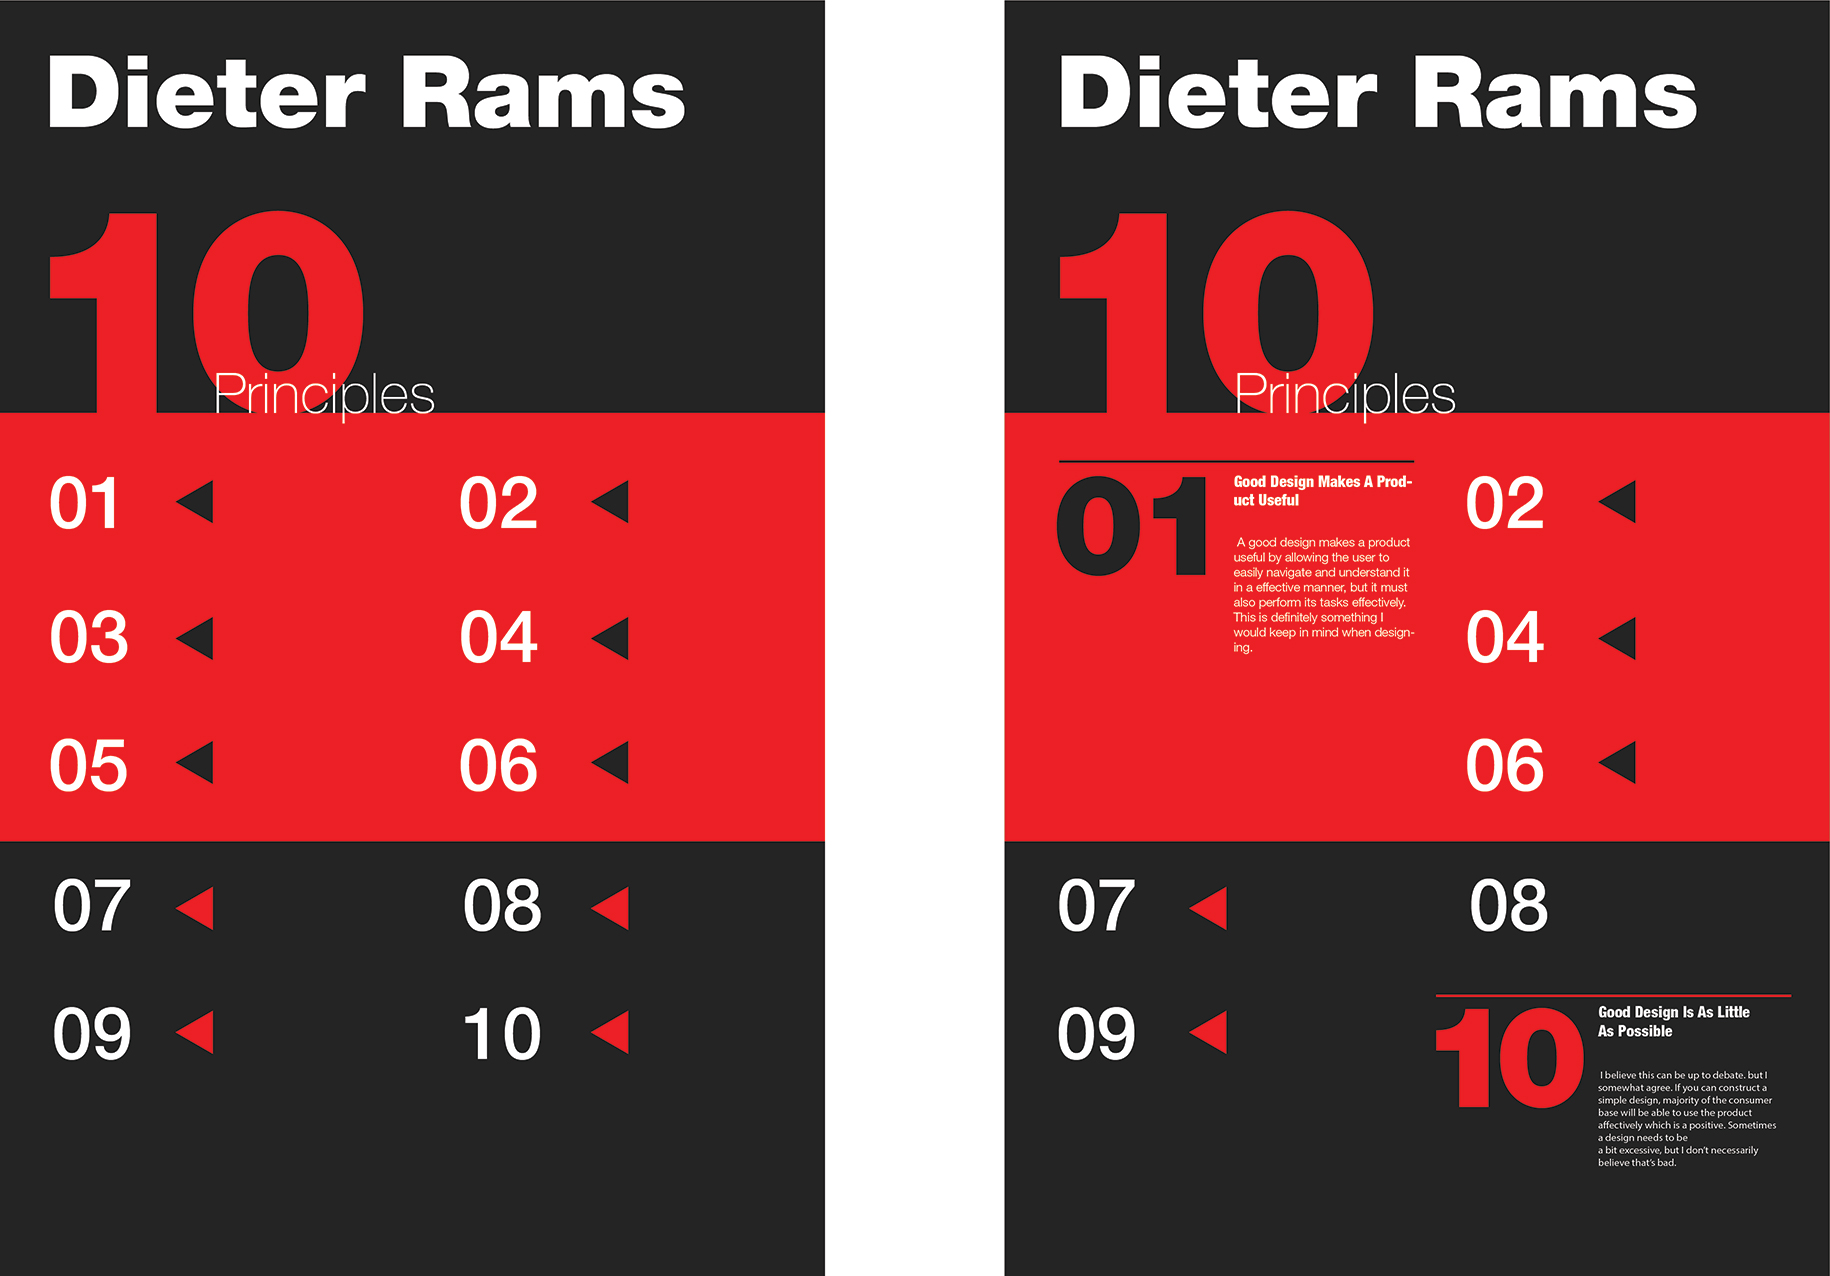 Dieter Rams
10
Principles
01
02
03
04
05
06
07
08
09
10
Dieter Rams
10
Principles
01
Good Design Makes A Prod-
uct Useful
A good design makes a product
useful by allowing the user to
easily navigate and understand it
in a effective manner, but it must
also perform its tasks effectively.
This is definitely something I
would keep in mind when design-
ing.
02
04
06
07
08
09
10
Good Design Is As Little
As Possible
I believe this can be up to debate. but I
somewhat agree. If you can construct a
simple design, majority of the consumer
base will be able to use the product
affectively which is a positive. Sometimes
a design needs to be
a bit excessive, but I don't necessarily
believe that's bad.